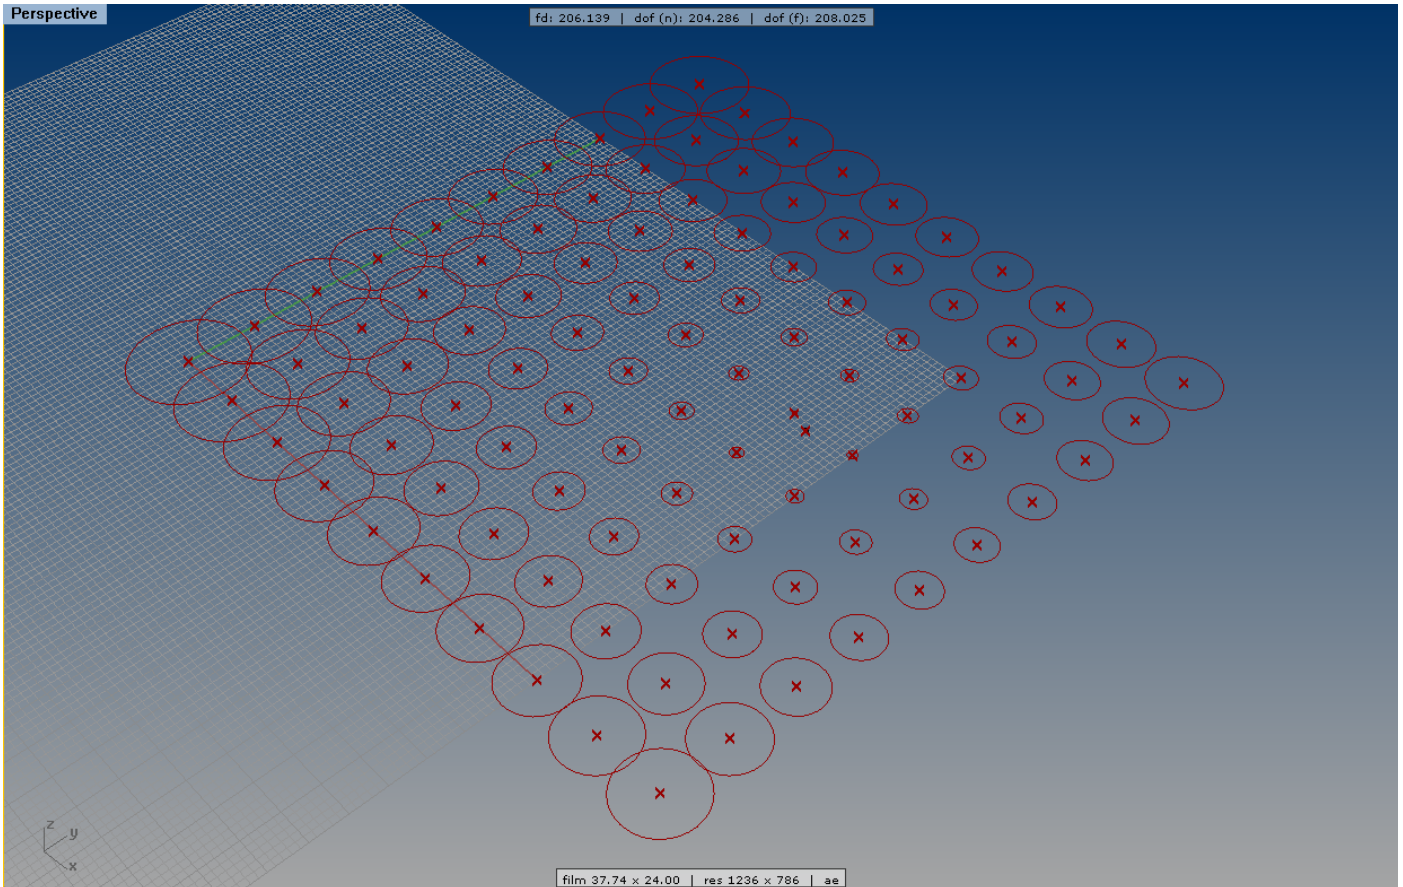 Perspective
fd: 206.139 | dof (n): 204.286 | dof (f): 208.025
z
y
x
film 37.74 x 24.00 | res 1236 x 786 | ae